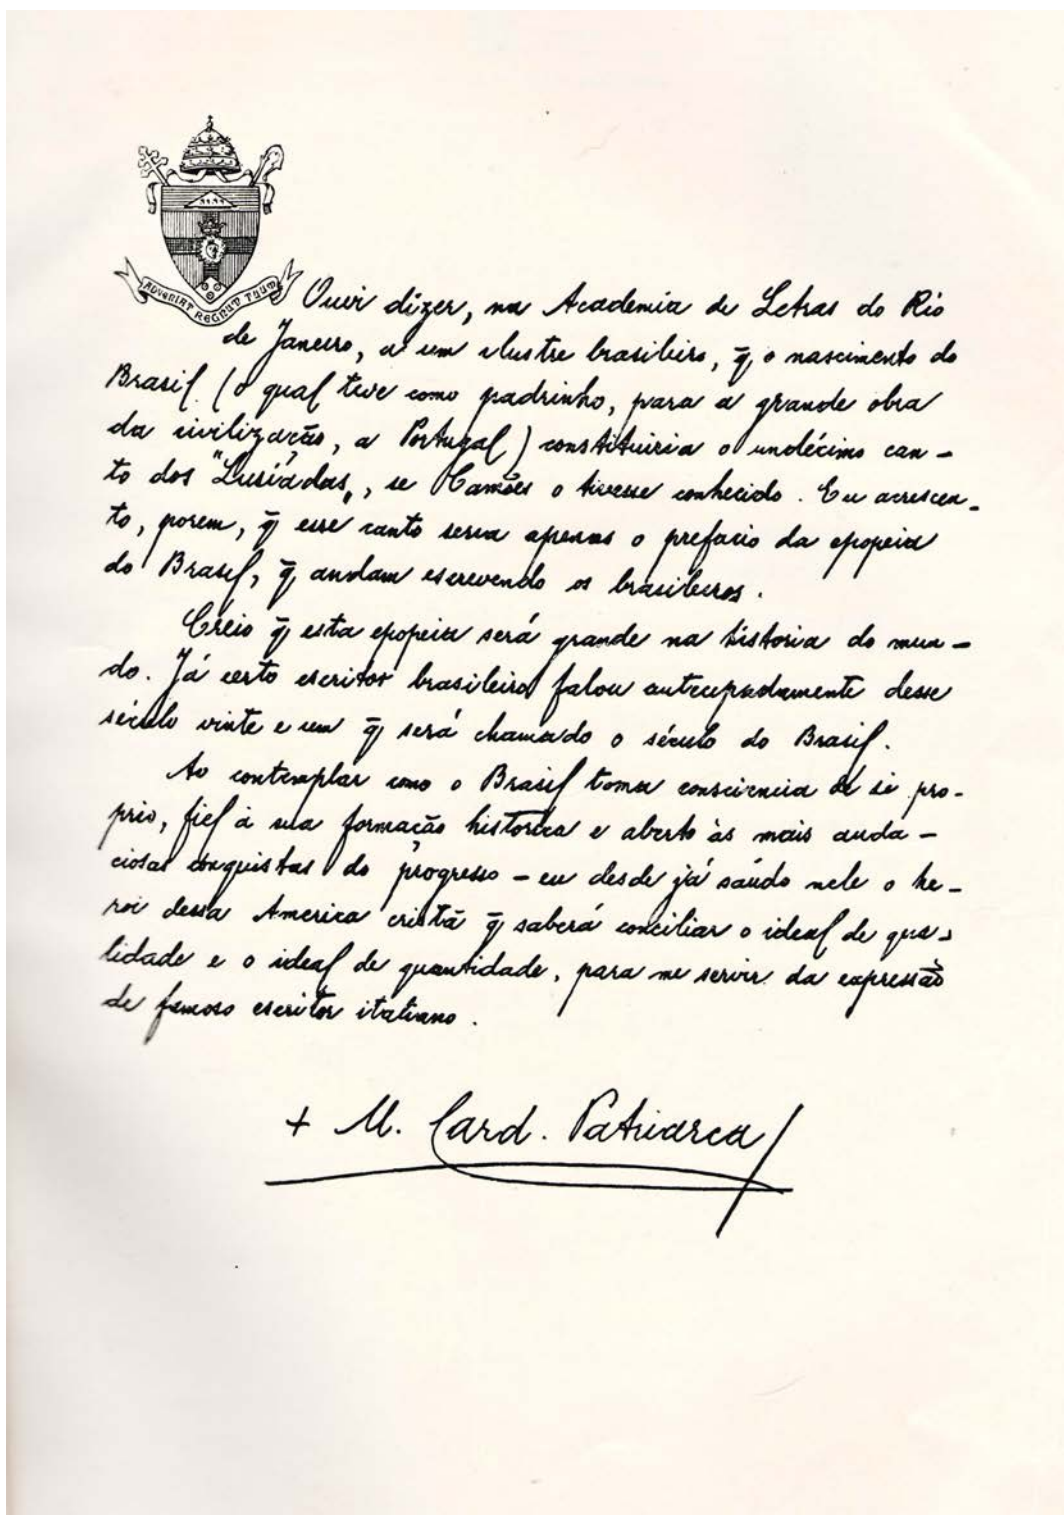 ADVENIAT REGNUM TUUM
Ouvi dizer, na Academia de Letras do Rio
de Janeiro, a um ilustre brasileiro, q̄ o nascimento do
Brasil (o qual teve como padrinho, para a grande obra
da civilização, a Portugal) constituiria o undécimo can-
to dos "Lusíadas", se Camões o tivesse conhecido. Eu acrescen-
to, porem, q̄ esse canto seria apenas o prefacio da epopeia
do Brasil, q̄ andam escrevendo os brasileiros.
Creio q̄ esta epopeia será grande na historia do mun-
do. Já certo escritor brasileiro falou antecipadamente desse
século vinte e um q̄ será chamado o século do Brasil.
Ao contemplar como o Brasil toma consciencia de si pro-
prio, fiel à sua formação historica e aberto às mais auda-
ciosas conquistas do progresso - eu desde já saúdo nele o he-
roi dessa America cristã q̄ saberá conciliar o ideal de qua-
lidade e o ideal de quantidade, para me servir da expressão
de famoso escritor italiano.
+ M. Card. Patriarca